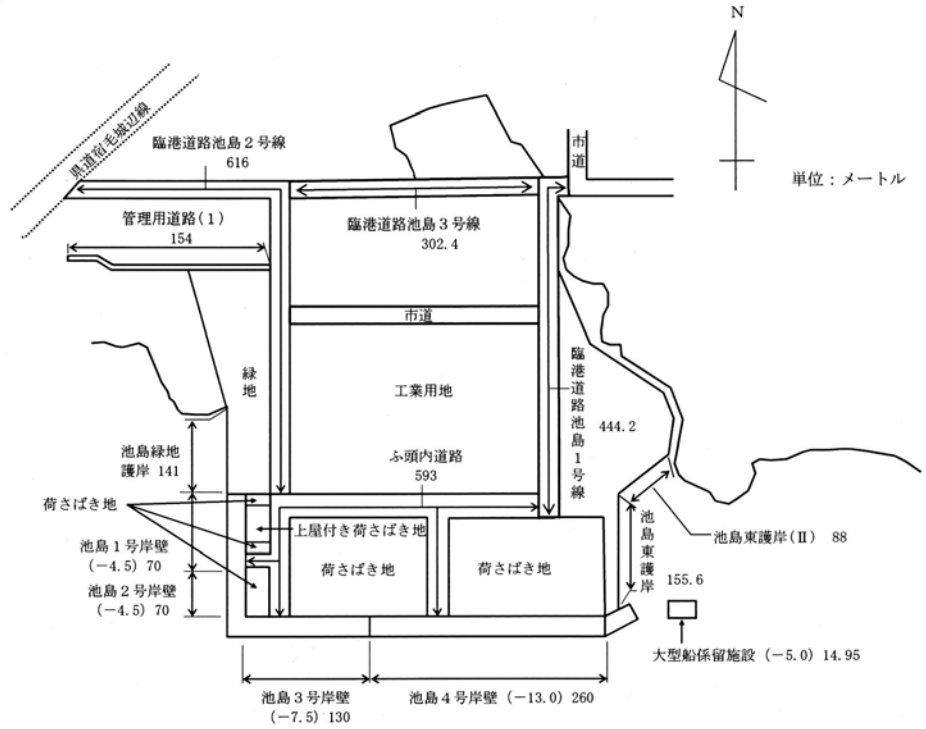 N
単位：メートル
県道宿毛城辺線
臨港道路池島２号線
616
市道
管理用道路(１)
154
臨港道路池島３号線
302.4
市道
緑地
工業用地
臨港道路池島１号線
444.2
池島緑地
護岸 141
ふ頭内道路
593
荷さばき地
上屋付き荷さばき地
池島１号岸壁
(－4.5) 70
荷さばき地
荷さばき地
池島東護岸
155.6
池島東護岸(Ⅱ) 88
池島２号岸壁
(－4.5) 70
大型船係留施設 (－5.0) 14.95
池島３号岸壁
(－7.5) 130
池島４号岸壁 (－13.0) 260